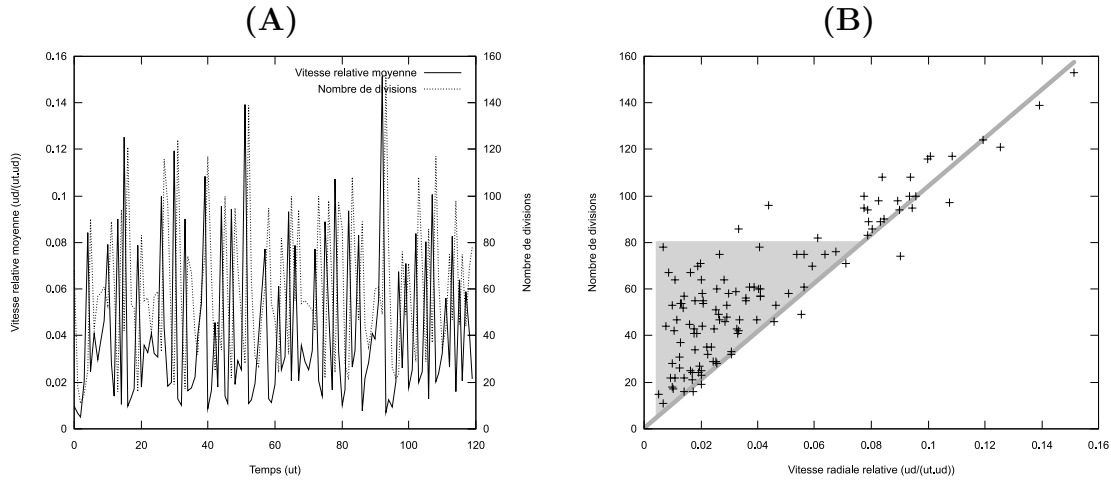 (A)
0.16
0.14
0.12
0.1
0.08
0.06
0.04
0.02
0
160
140
120
100
80
60
40
20
0
0 20 40 60 80 100 120
Vitesse relative moyenne
Nombre de divisions
Vitesse relative moyenne (ud/(ut.ud))
Nombre de divisions
Temps (ut)
(B)
160
140
120
100
80
60
40
20
0
0 0.02 0.04 0.06 0.08 0.1 0.12 0.14 0.16
Nombre de divisions
Vitesse radiale relative (ud/(ut.ud))